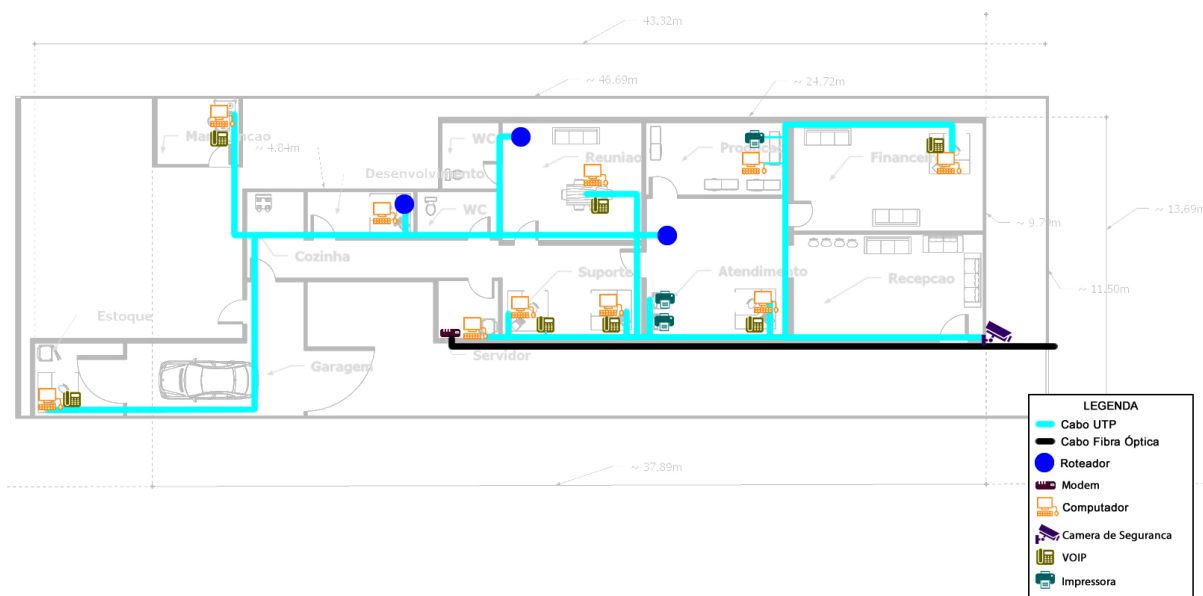 43.32m
~ 46.69m
~ 24.72m
WC
Reuniao
Financeiro
~ 4.84m
Desenvolvimento
WC
~ 9.79m
~ 13.69m
Cozinha
Suporte
Atendimento
Recepcao
~ 11.50m
Estoque
Servidor
Garagem
LEGENDA
Cabo UTP
Cabo Fibra Óptica
Roteador
~ 37.89m
Modem
Computador
Camera de Seguranca
VOIP
Impressora